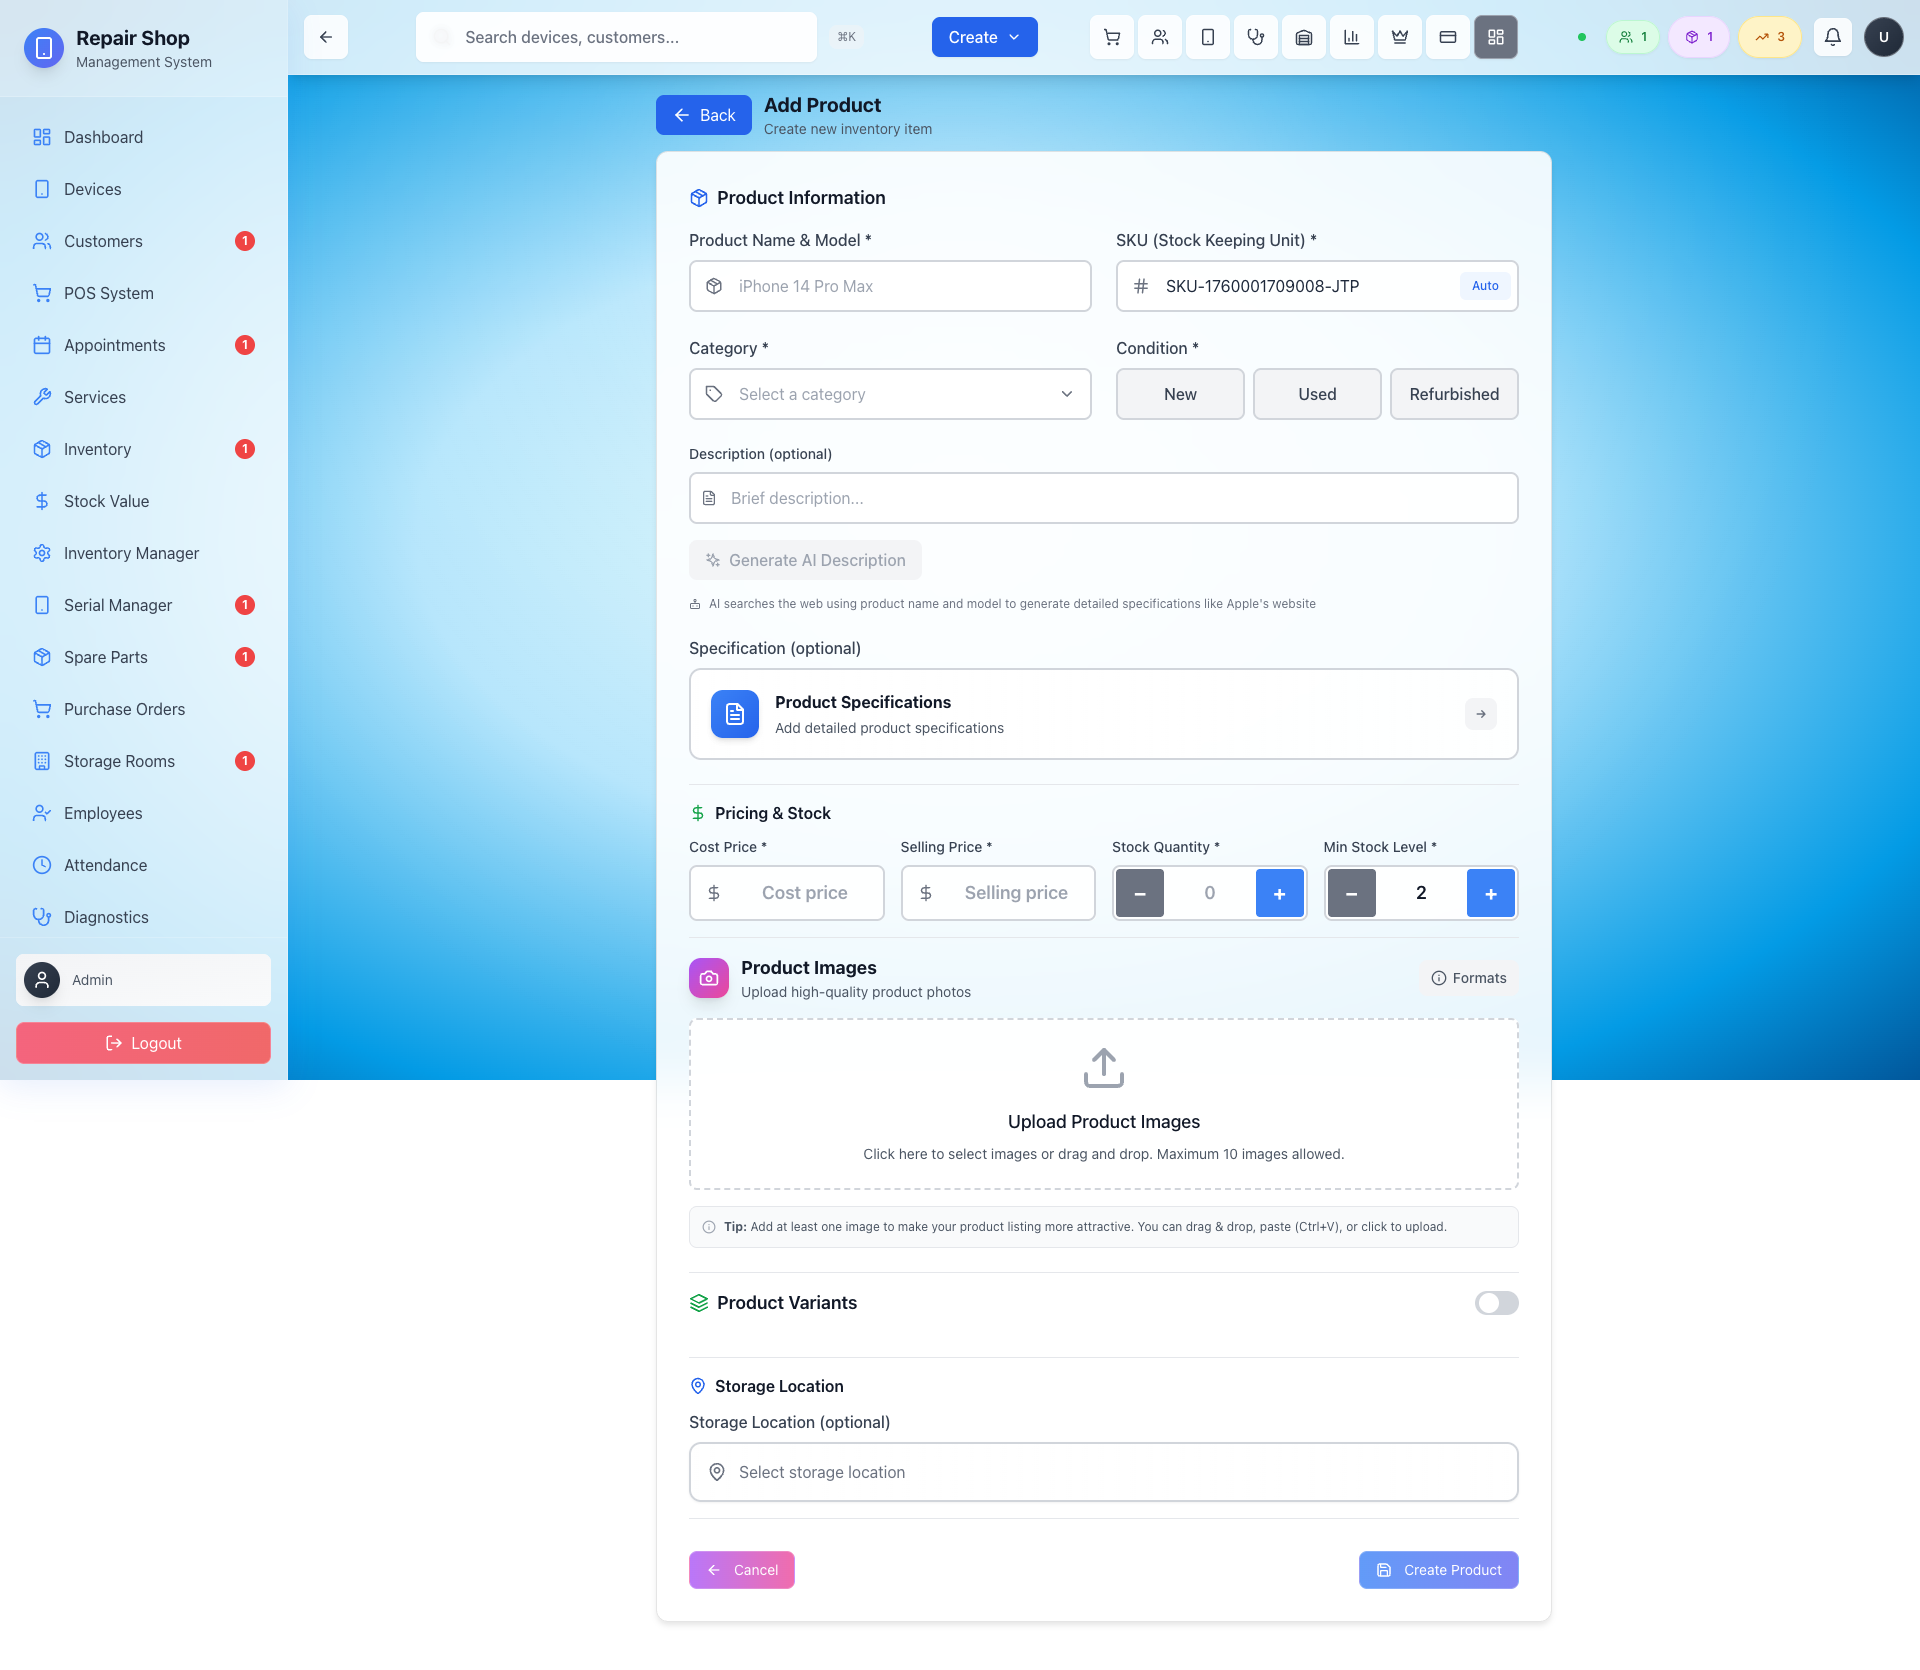 Repair Shop
Management System
Search devices, customers...
⌘K
Create
1
1
3
U
Dashboard
Devices
Customers
1
POS System
Appointments
1
Services
Inventory
1
Stock Value
Inventory Manager
Serial Manager
1
Spare Parts
1
Purchase Orders
Storage Rooms
1
Employees
Attendance
Diagnostics
Admin
Logout
Back
Add Product
Create new inventory item
Product Information
Product Name & Model *
SKU (Stock Keeping Unit) *
iPhone 14 Pro Max
SKU-1760001709008-JTP
Auto
Category *
Condition *
Select a category
New
Used
Refurbished
Description (optional)
Brief description...
Generate AI Description
AI searches the web using product name and model to generate detailed specifications like Apple's website
Specification (optional)
Product Specifications
Add detailed product specifications
Pricing & Stock
Cost Price *
Selling Price *
Stock Quantity *
Min Stock Level *
Cost price
Selling price
−
0
+
−
2
+
Product Images
Upload high-quality product photos
Formats
Upload Product Images
Click here to select images or drag and drop. Maximum 10 images allowed.
Tip: Add at least one image to make your product listing more attractive. You can drag & drop, paste (Ctrl+V), or click to upload.
Product Variants
Storage Location
Storage Location (optional)
Select storage location
Cancel
Create Product